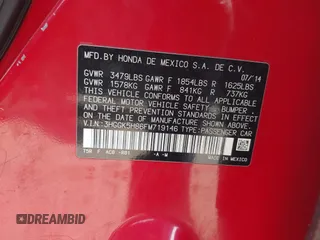 MFD.BY HONDA DE MEXICO S.A. DE C.V.
07/14
GVWR 3479LBS GAWR F 1854LBS R 1625LBS
GVWR 1578KG GAWR F 841KG R 737KG
THIS VEHICLE CONFORMS TO ALL APPLICABLE
FEDERAL MOTOR VEHICLE SAFETY, BUMPER, AND
THEFT PREVENTION STANDARDS IN EFFECT ON THE
DATE OF MANUFACTURE SHOWN ABOVE.
V.I.N: 3HGGK5H86FM719146 TYPE: PASSENGER CAR
-A -M
MADE IN MEXICO
DREAMBID